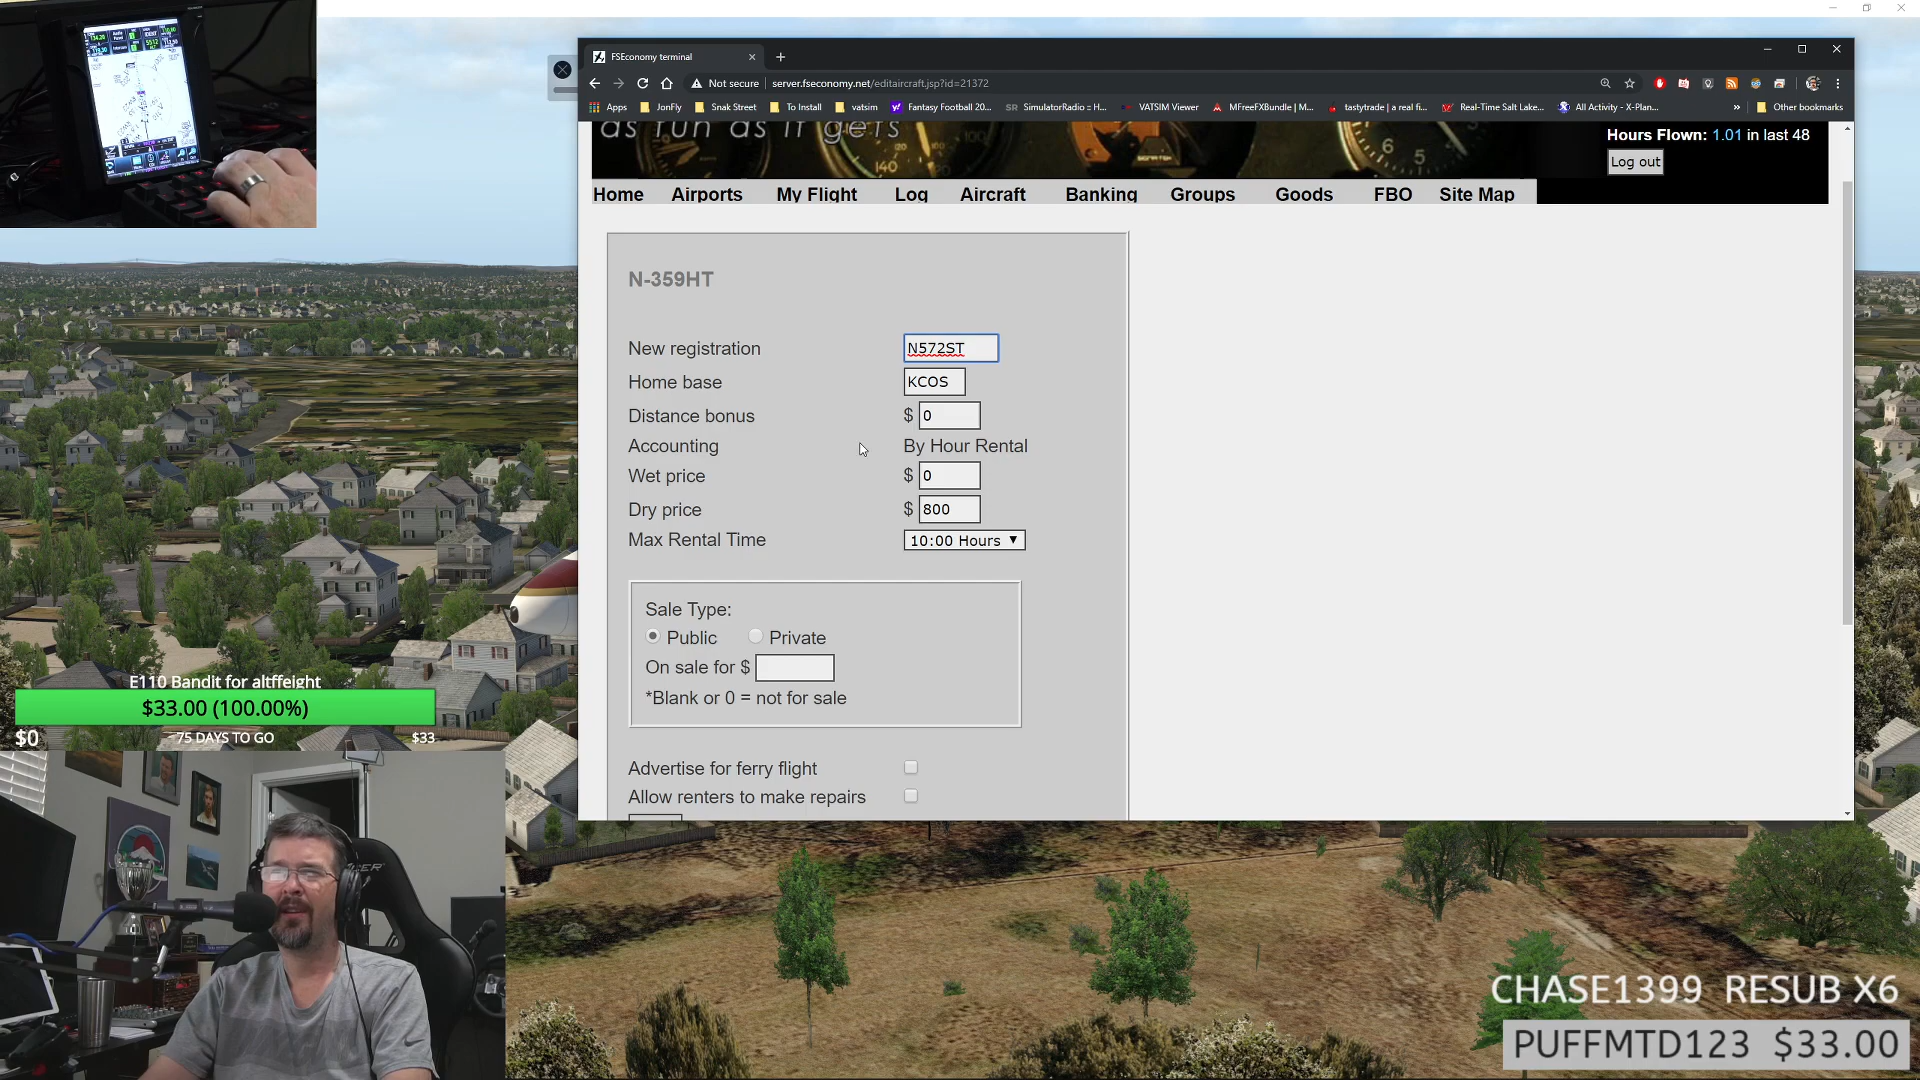 FSEconomy terminal
Not secure
server.fseconomy.net/editaircraft.jsp?id=21372
Apps
JonFly
Snak Street
To Install
vatsim
Fantasy Football 20...
SR SimulatorRadio :: H...
VATSIM Viewer
MFreeFXBundle | M...
tastytrade | a real fi...
Real-Time Salt Lake...
All Activity - X-Plan...
»
Other bookmarks
as fun as it gets
Hours Flown: 1.01 in last 48
Log out
Home
Airports
My Flight
Log
Aircraft
Banking
Groups
Goods
FBO
Site Map
N-359HT
New registration N572ST
Home base KCOS
Distance bonus $ 0
Accounting By Hour Rental
Wet price $ 0
Dry price $ 800
Max Rental Time 10:00 Hours
Sale Type:
Public Private
On sale for $
*Blank or 0 = not for sale
Advertise for ferry flight
Allow renters to make repairs
E110 Bandit for altffeight
$33.00 (100.00%)
$0 75 DAYS TO GO $33
CHASE1399 RESUB X6
PUFFMTD123 $33.00